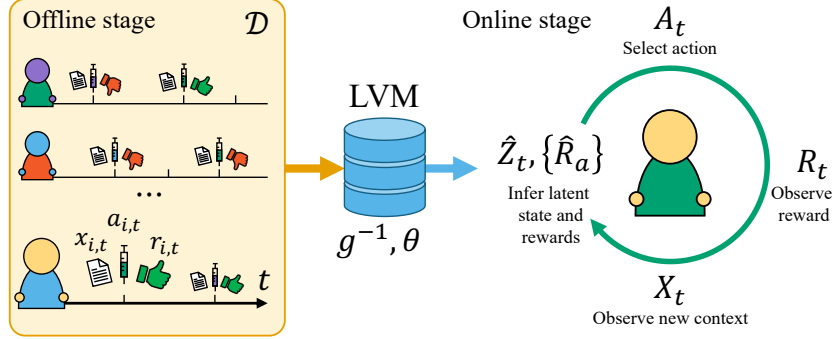 Offline stage
𝒟
...
a_{i,t}
x_{i,t}
r_{i,t}
t
LVM
g^{-1}, θ
Online stage
A_t
Select action
Ẑ_t, {R̂_a}
Infer latent
state and
rewards
R_t
Observe
reward
X_t
Observe new context